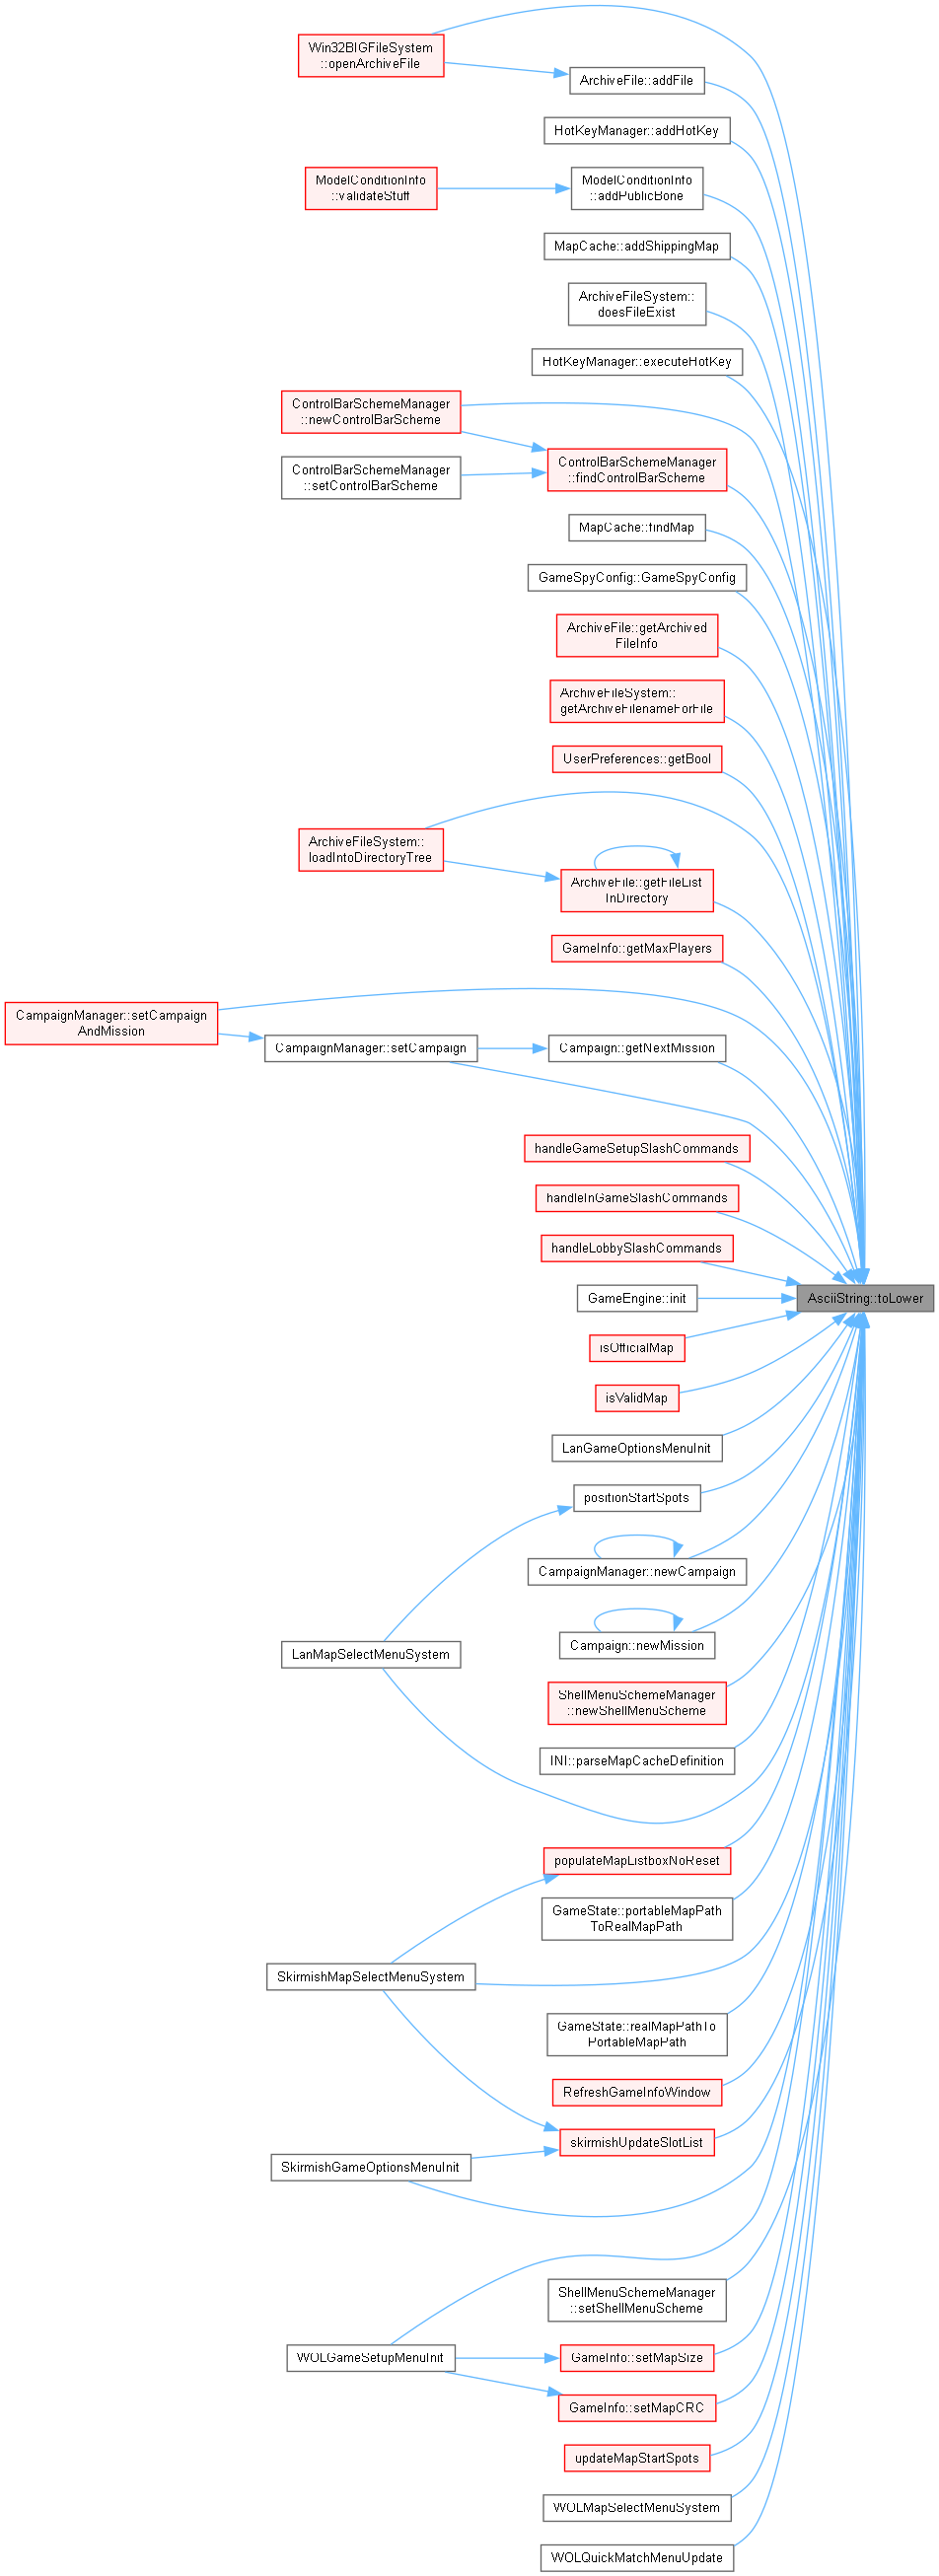 Win32BIGFileSystem
::openArchiveFile
ArchiveFile::addFile
HotKeyManager::addHotKey
ModelConditionInfo
::validateStuff
ModelConditionInfo
::addPublicBone
MapCache::addShippingMap
ArchiveFileSystem::
doesFileExist
HotKeyManager::executeHotKey
ControlBarSchemeManager
::newControlBarScheme
ControlBarSchemeManager
::findControlBarScheme
ControlBarSchemeManager
::setControlBarScheme
MapCache::findMap
GameSpyConfig::GameSpyConfig
ArchiveFile::getArchived
FileInfo
ArchiveFileSystem::
getArchiveFilenameForFile
UserPreferences::getBool
ArchiveFileSystem::
loadIntoDirectoryTree
ArchiveFile::getFileList
InDirectory
GameInfo::getMaxPlayers
CampaignManager::setCampaign
AndMission
CampaignManager::setCampaign
Campaign::getNextMission
handleGameSetupSlashCommands
handleInGameSlashCommands
handleLobbySlashCommands
GameEngine::init
AsciiString::toLower
isOfficialMap
isValidMap
LanGameOptionsMenuInit
positionStartSpots
CampaignManager::newCampaign
Campaign::newMission
LanMapSelectMenuSystem
ShellMenuSchemeManager
::newShellMenuScheme
INI::parseMapCacheDefinition
populateMapListboxNoReset
GameState::portableMapPath
ToRealMapPath
SkirmishMapSelectMenuSystem
GameState::realMapPathTo
PortableMapPath
RefreshGameInfoWindow
skirmishUpdateSlotList
SkirmishGameOptionsMenuInit
ShellMenuSchemeManager
::setShellMenuScheme
WOLGameSetupMenuInit
GameInfo::setMapSize
GameInfo::setMapCRC
updateMapStartSpots
WOLMapSelectMenuSystem
WOLQuickMatchMenuUpdate